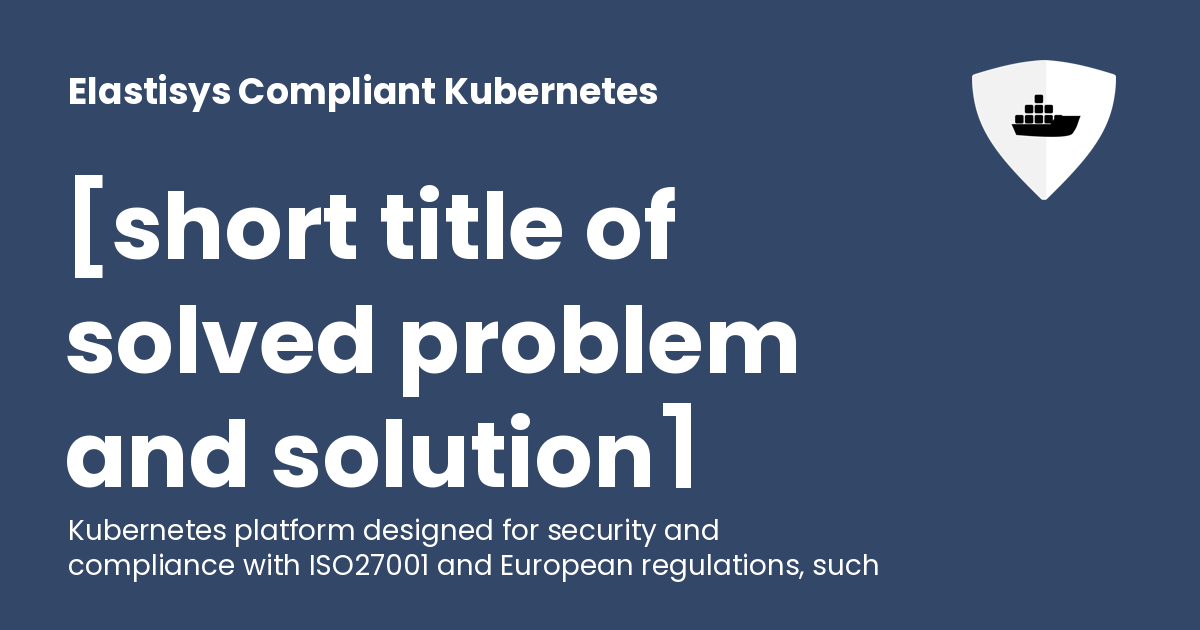 Elastisys Compliant Kubernetes
[short title of
solved problem
and solution]
Kubernetes platform designed for security and
compliance with ISO27001 and European regulations, such